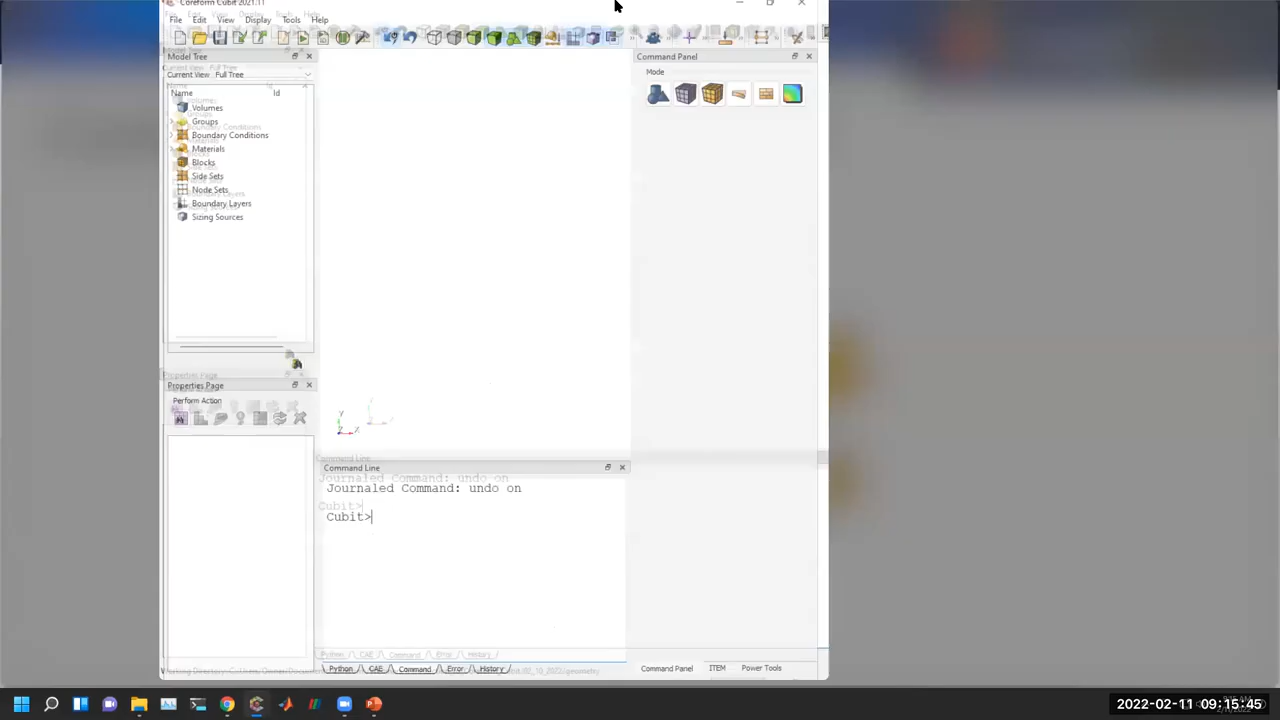 Coreform Cubit 2021.11
File Edit View Display Tools Help
Model Tree
Current View Full Tree
Name Id
Volumes
Groups
Boundary Conditions
Materials
Blocks
Side Sets
Node Sets
Boundary Layers
Sizing Sources
Properties Page
Perform Action
Command Line
Journaled Command: undo on
Cubit>
Python CAE Command Error History
Command Panel
Mode
Command Panel ITEM Power Tools
2022-02-11 09:15:45